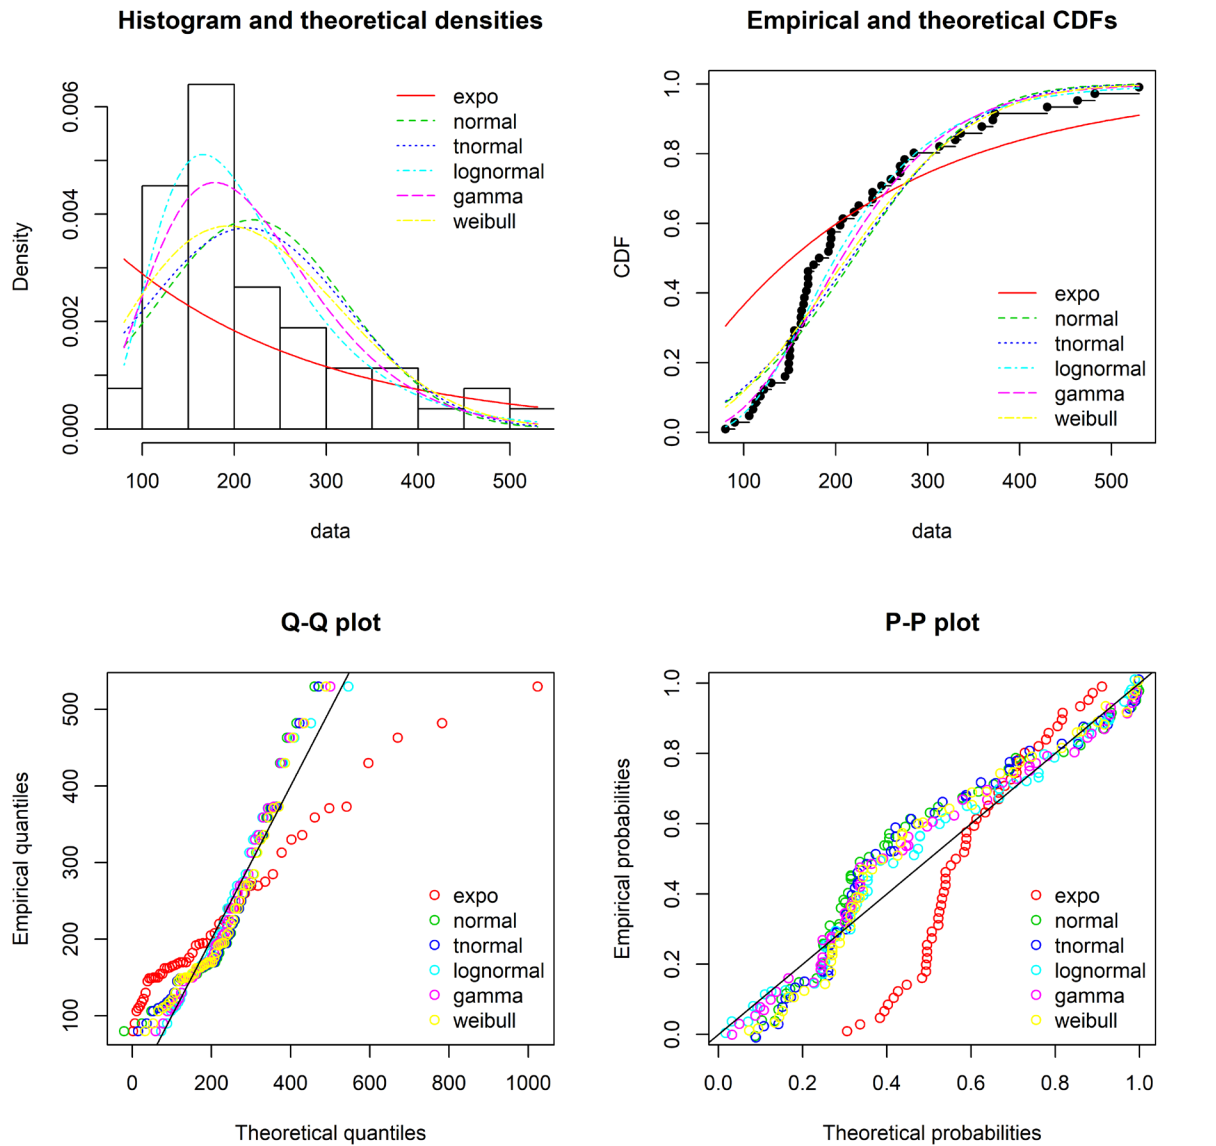 Histogram and theoretical densities
Density
0.000
0.002
0.004
0.006
expo
normal
tnormal
lognormal
gamma
weibull
100 200 300 400 500
data
Empirical and theoretical CDFs
CDF
0.0
0.2
0.4
0.6
0.8
1.0
expo
normal
tnormal
lognormal
gamma
weibull
100 200 300 400 500
data
Q-Q plot
Empirical quantiles
100
200
300
400
500
expo
normal
tnormal
lognormal
gamma
weibull
0 200 400 600 800 1000
Theoretical quantiles
P-P plot
Empirical probabilities
0.0
0.2
0.4
0.6
0.8
1.0
expo
normal
tnormal
lognormal
gamma
weibull
0.0 0.2 0.4 0.6 0.8 1.0
Theoretical probabilities